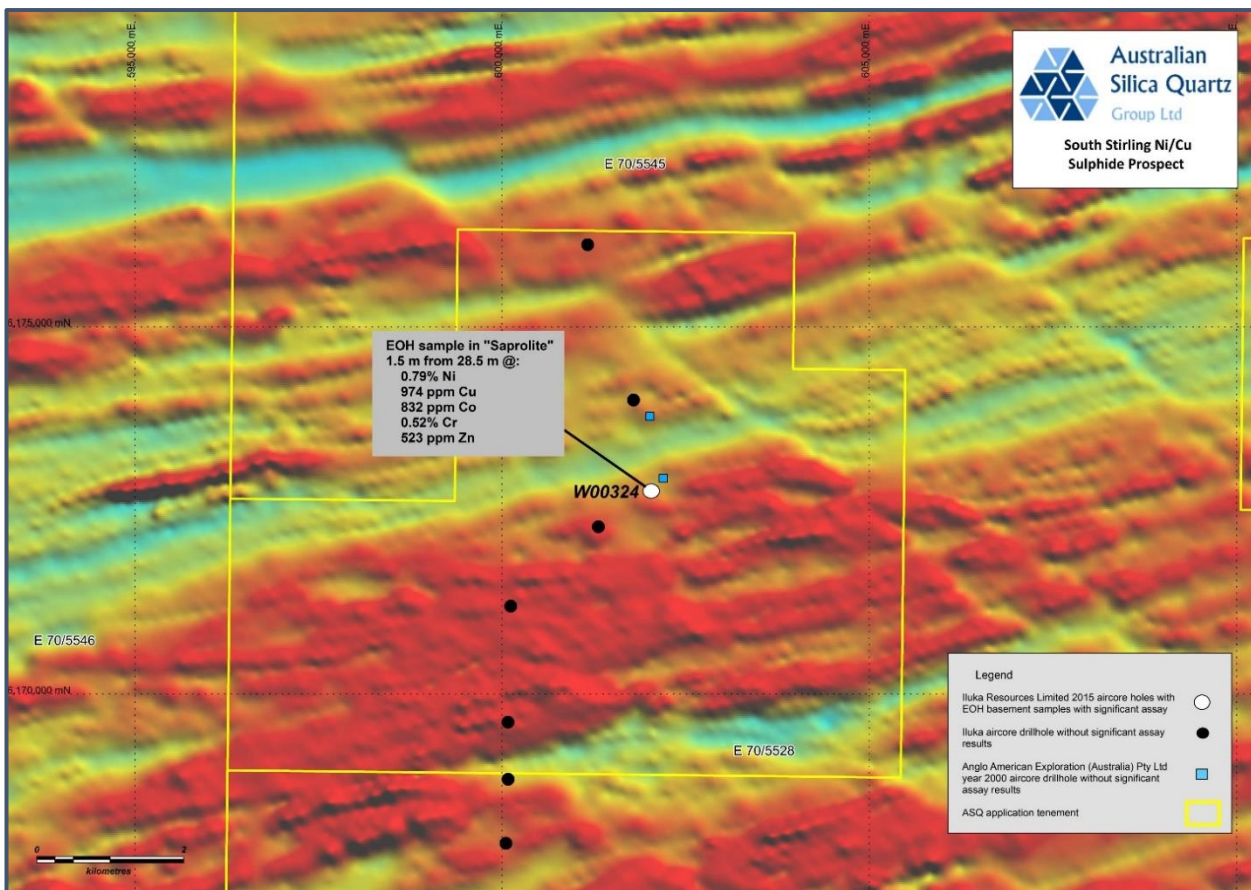 595,000 mE
600,000 mE
605,000 mE
E
Australian
Silica Quartz
Group Ltd
South Stirling Ni/Cu
Sulphide Prospect
E 70/5545
6,175,000 mN
EOH sample in "Saprolite"
1.5 m from 28.5 m @:
0.79% Ni
974 ppm Cu
832 ppm Co
0.52% Cr
523 ppm Zn
W00324
E 70/5546
6,170,000 mN
E 70/5528
Legend
Iluka Resources Limited 2015 aircore holes with
EOH basement samples with significant assay
Iluka aircore drillhole without significant assay
results
Anglo American Exploration (Australia) Pty Ltd
year 2000 aircore drillhole without significant
assay results
ASQ application tenement
0
2
kilometres